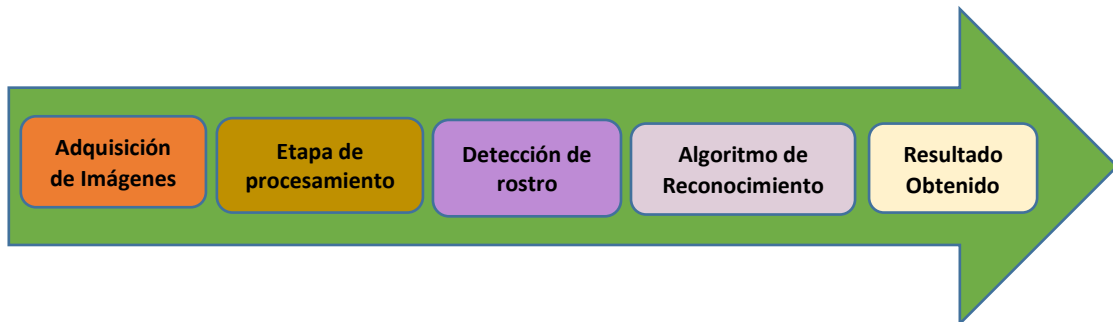 Adquisición
de Imágenes
Etapa de
procesamiento
Detección de
rostro
Algoritmo de
Reconocimiento
Resultado
Obtenido